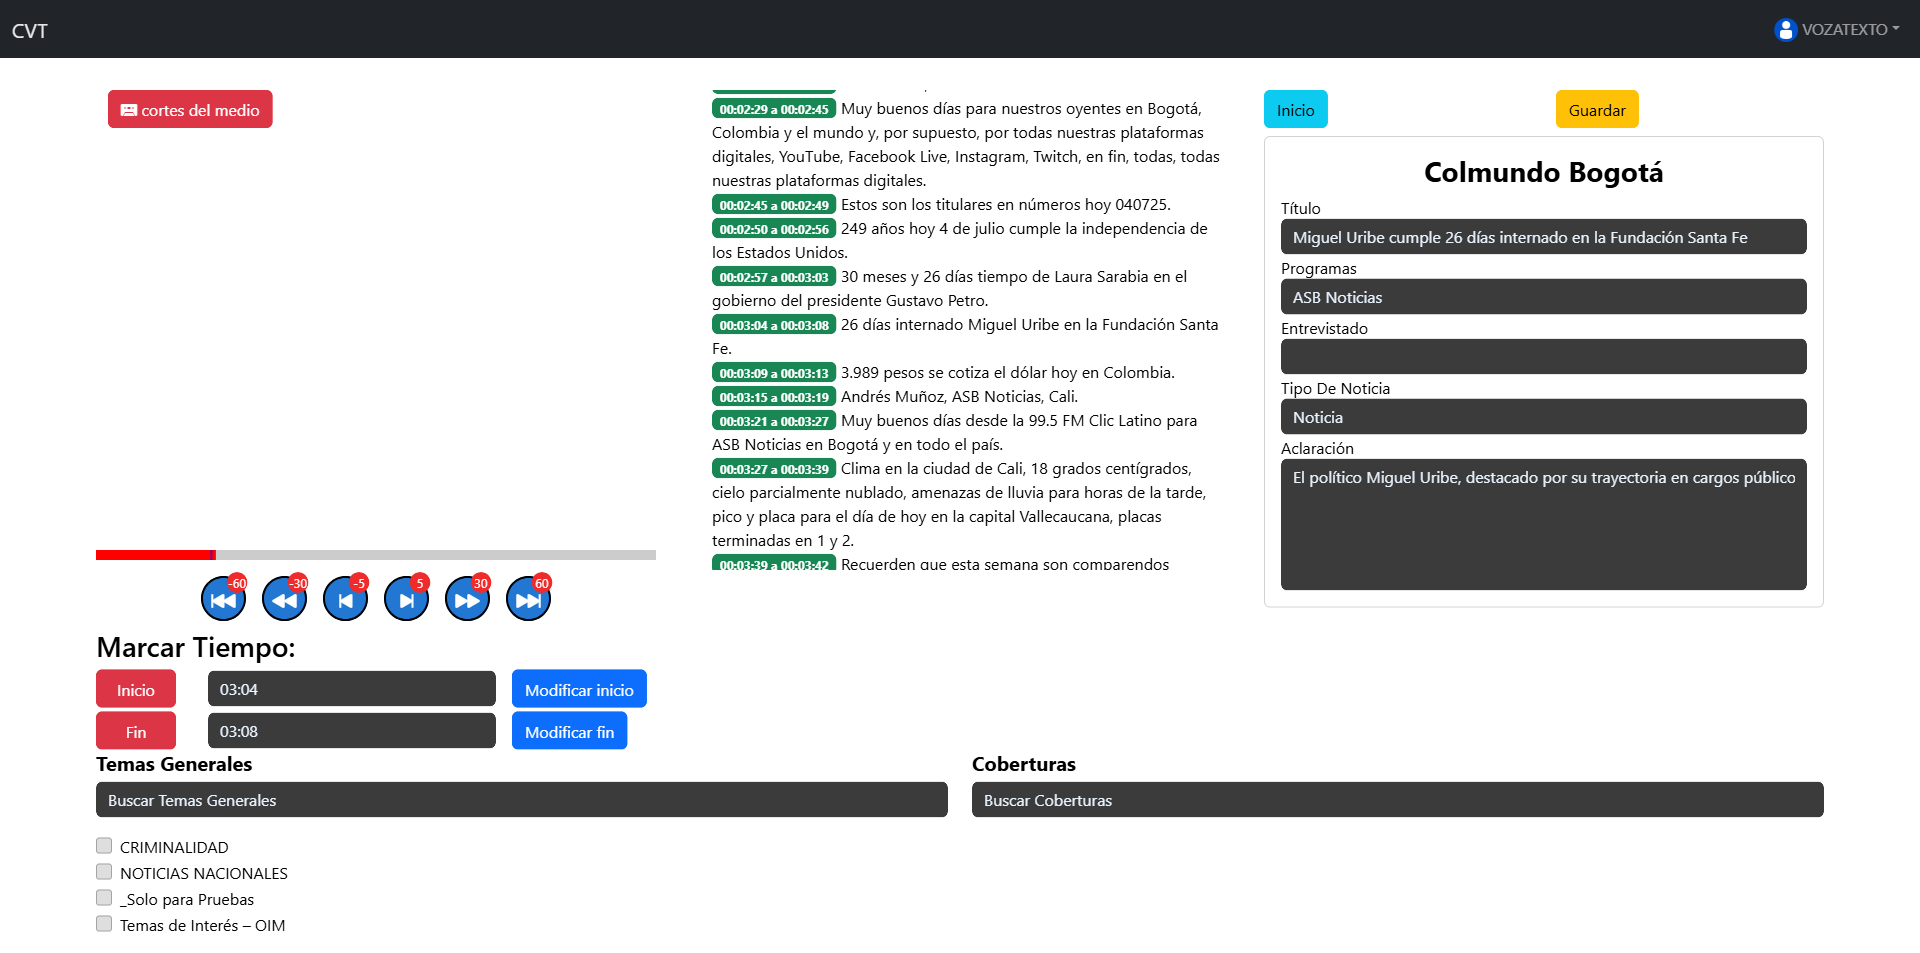 CVT
VOZATEXTO
cortes del medio
00:02:29 a 00:02:45 Muy buenos días para nuestros oyentes en Bogotá,
Colombia y el mundo y, por supuesto, por todas nuestras plataformas
digitales, YouTube, Facebook Live, Instagram, Twitch, en fin, todas, todas
nuestras plataformas digitales.
00:02:45 a 00:02:49 Estos son los titulares en números hoy 040725.
00:02:50 a 00:02:56 249 años hoy 4 de julio cumple la independencia de
los Estados Unidos.
00:02:57 a 00:03:03 30 meses y 26 días tiempo de Laura Sarabia en el
gobierno del presidente Gustavo Petro.
00:03:04 a 00:03:08 26 días internado Miguel Uribe en la Fundación Santa
Fe.
00:03:09 a 00:03:13 3.989 pesos se cotiza el dólar hoy en Colombia.
00:03:15 a 00:03:19 Andrés Muñoz, ASB Noticias, Cali.
00:03:21 a 00:03:27 Muy buenos días desde la 99.5 FM Clic Latino para
ASB Noticias en Bogotá y en todo el país.
00:03:27 a 00:03:39 Clima en la ciudad de Cali, 18 grados centígrados,
cielo parcialmente nublado, amenazas de lluvia para horas de la tarde,
pico y placa para el día de hoy en la capital Vallecaucana, placas
terminadas en 1 y 2.
00:03:39 a 00:03:42 Recuerden que esta semana son comparendos
Inicio
Guardar
Colmundo Bogotá
Título
Miguel Uribe cumple 26 días internado en la Fundación Santa Fe
Programas
ASB Noticias
Entrevistado
Tipo De Noticia
Noticia
Aclaración
El político Miguel Uribe, destacado por su trayectoria en cargos público
-60
-30
-5
5
30
60
Marcar Tiempo:
Inicio
03:04
Modificar inicio
Fin
03:08
Modificar fin
Temas Generales
Buscar Temas Generales
CRIMINALIDAD
NOTICIAS NACIONALES
_Solo para Pruebas
Temas de Interés – OIM
Coberturas
Buscar Coberturas